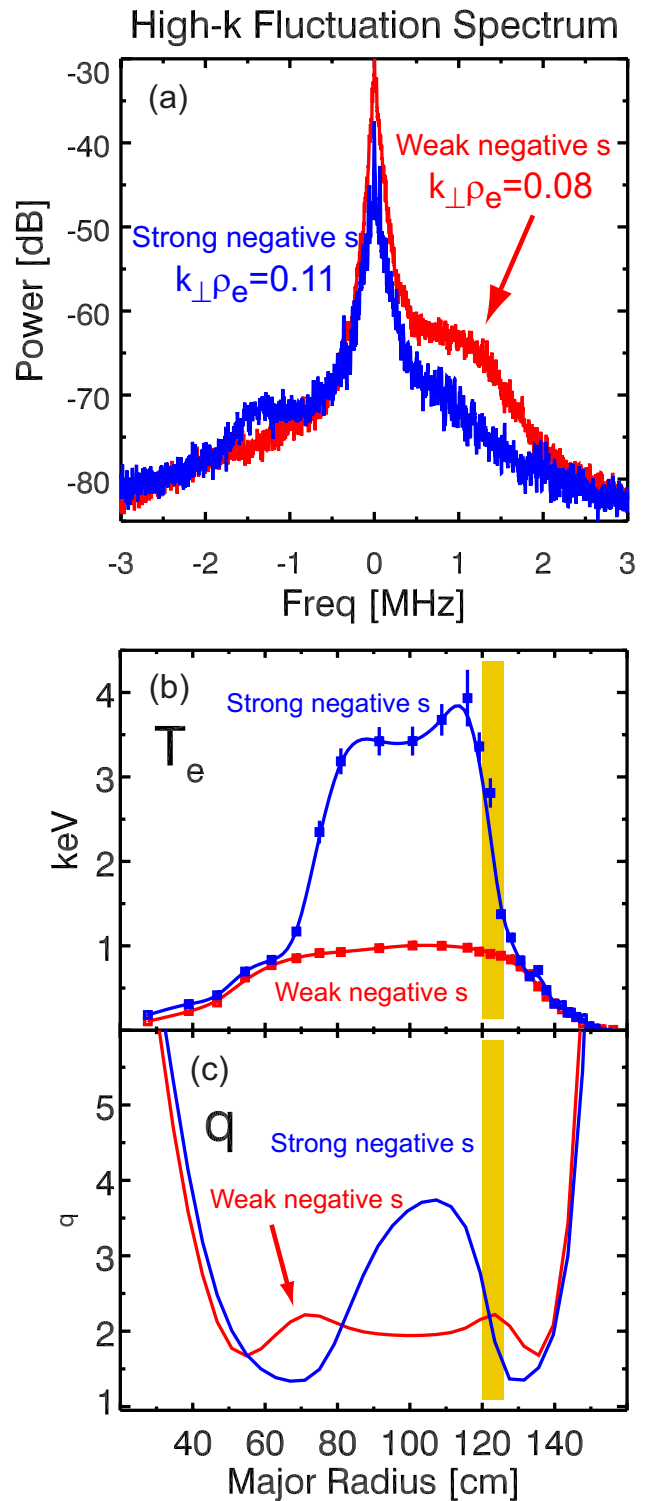 High-k Fluctuation Spectrum
(a)
-30
-40
-50
-60
-70
-80
Power [dB]
Weak negative s
k⊥ρe=0.08
Strong negative s
k⊥ρe=0.11
-3 -2 -1 0 1 2 3
Freq [MHz]
(b)
Te
Strong negative s
4
3
2
1
keV
Weak negative s
(c)
q
Strong negative s
Weak negative s
5
4
3
2
1
q
40 60 80 100 120 140
Major Radius [cm]